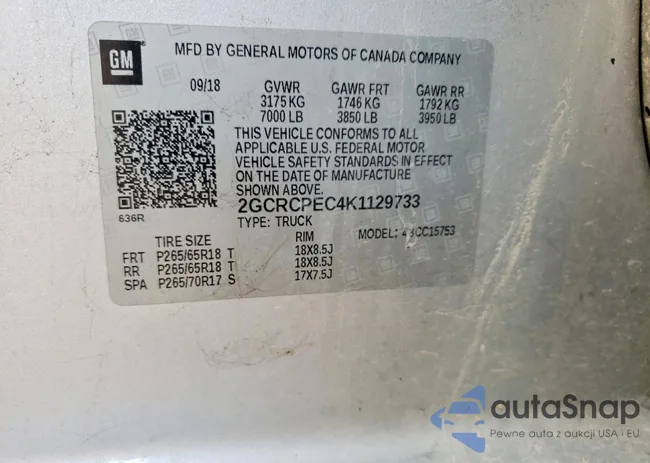 GM
MFD BY GENERAL MOTORS OF CANADA COMPANY
09/18 GVWR GAWR FRT GAWR RR
3175 KG 1746 KG 1792 KG
7000 LB 3850 LB 3950 LB
THIS VEHICLE CONFORMS TO ALL
APPLICABLE U.S. FEDERAL MOTOR
VEHICLE SAFETY STANDARDS IN EFFECT
ON THE DATE OF MANUFACTURE
SHOWN ABOVE.
636R
2GCRCPEC4K1129733
TYPE: TRUCK
TIRE SIZE RIM MODEL:
FRT P265/65R18 T 18X8.5J
RR P265/65R18 T 18X8.5J
SPA P265/70R17 S 17X7.5J
autaSnap
Pewne auta z aukcji USA i EU